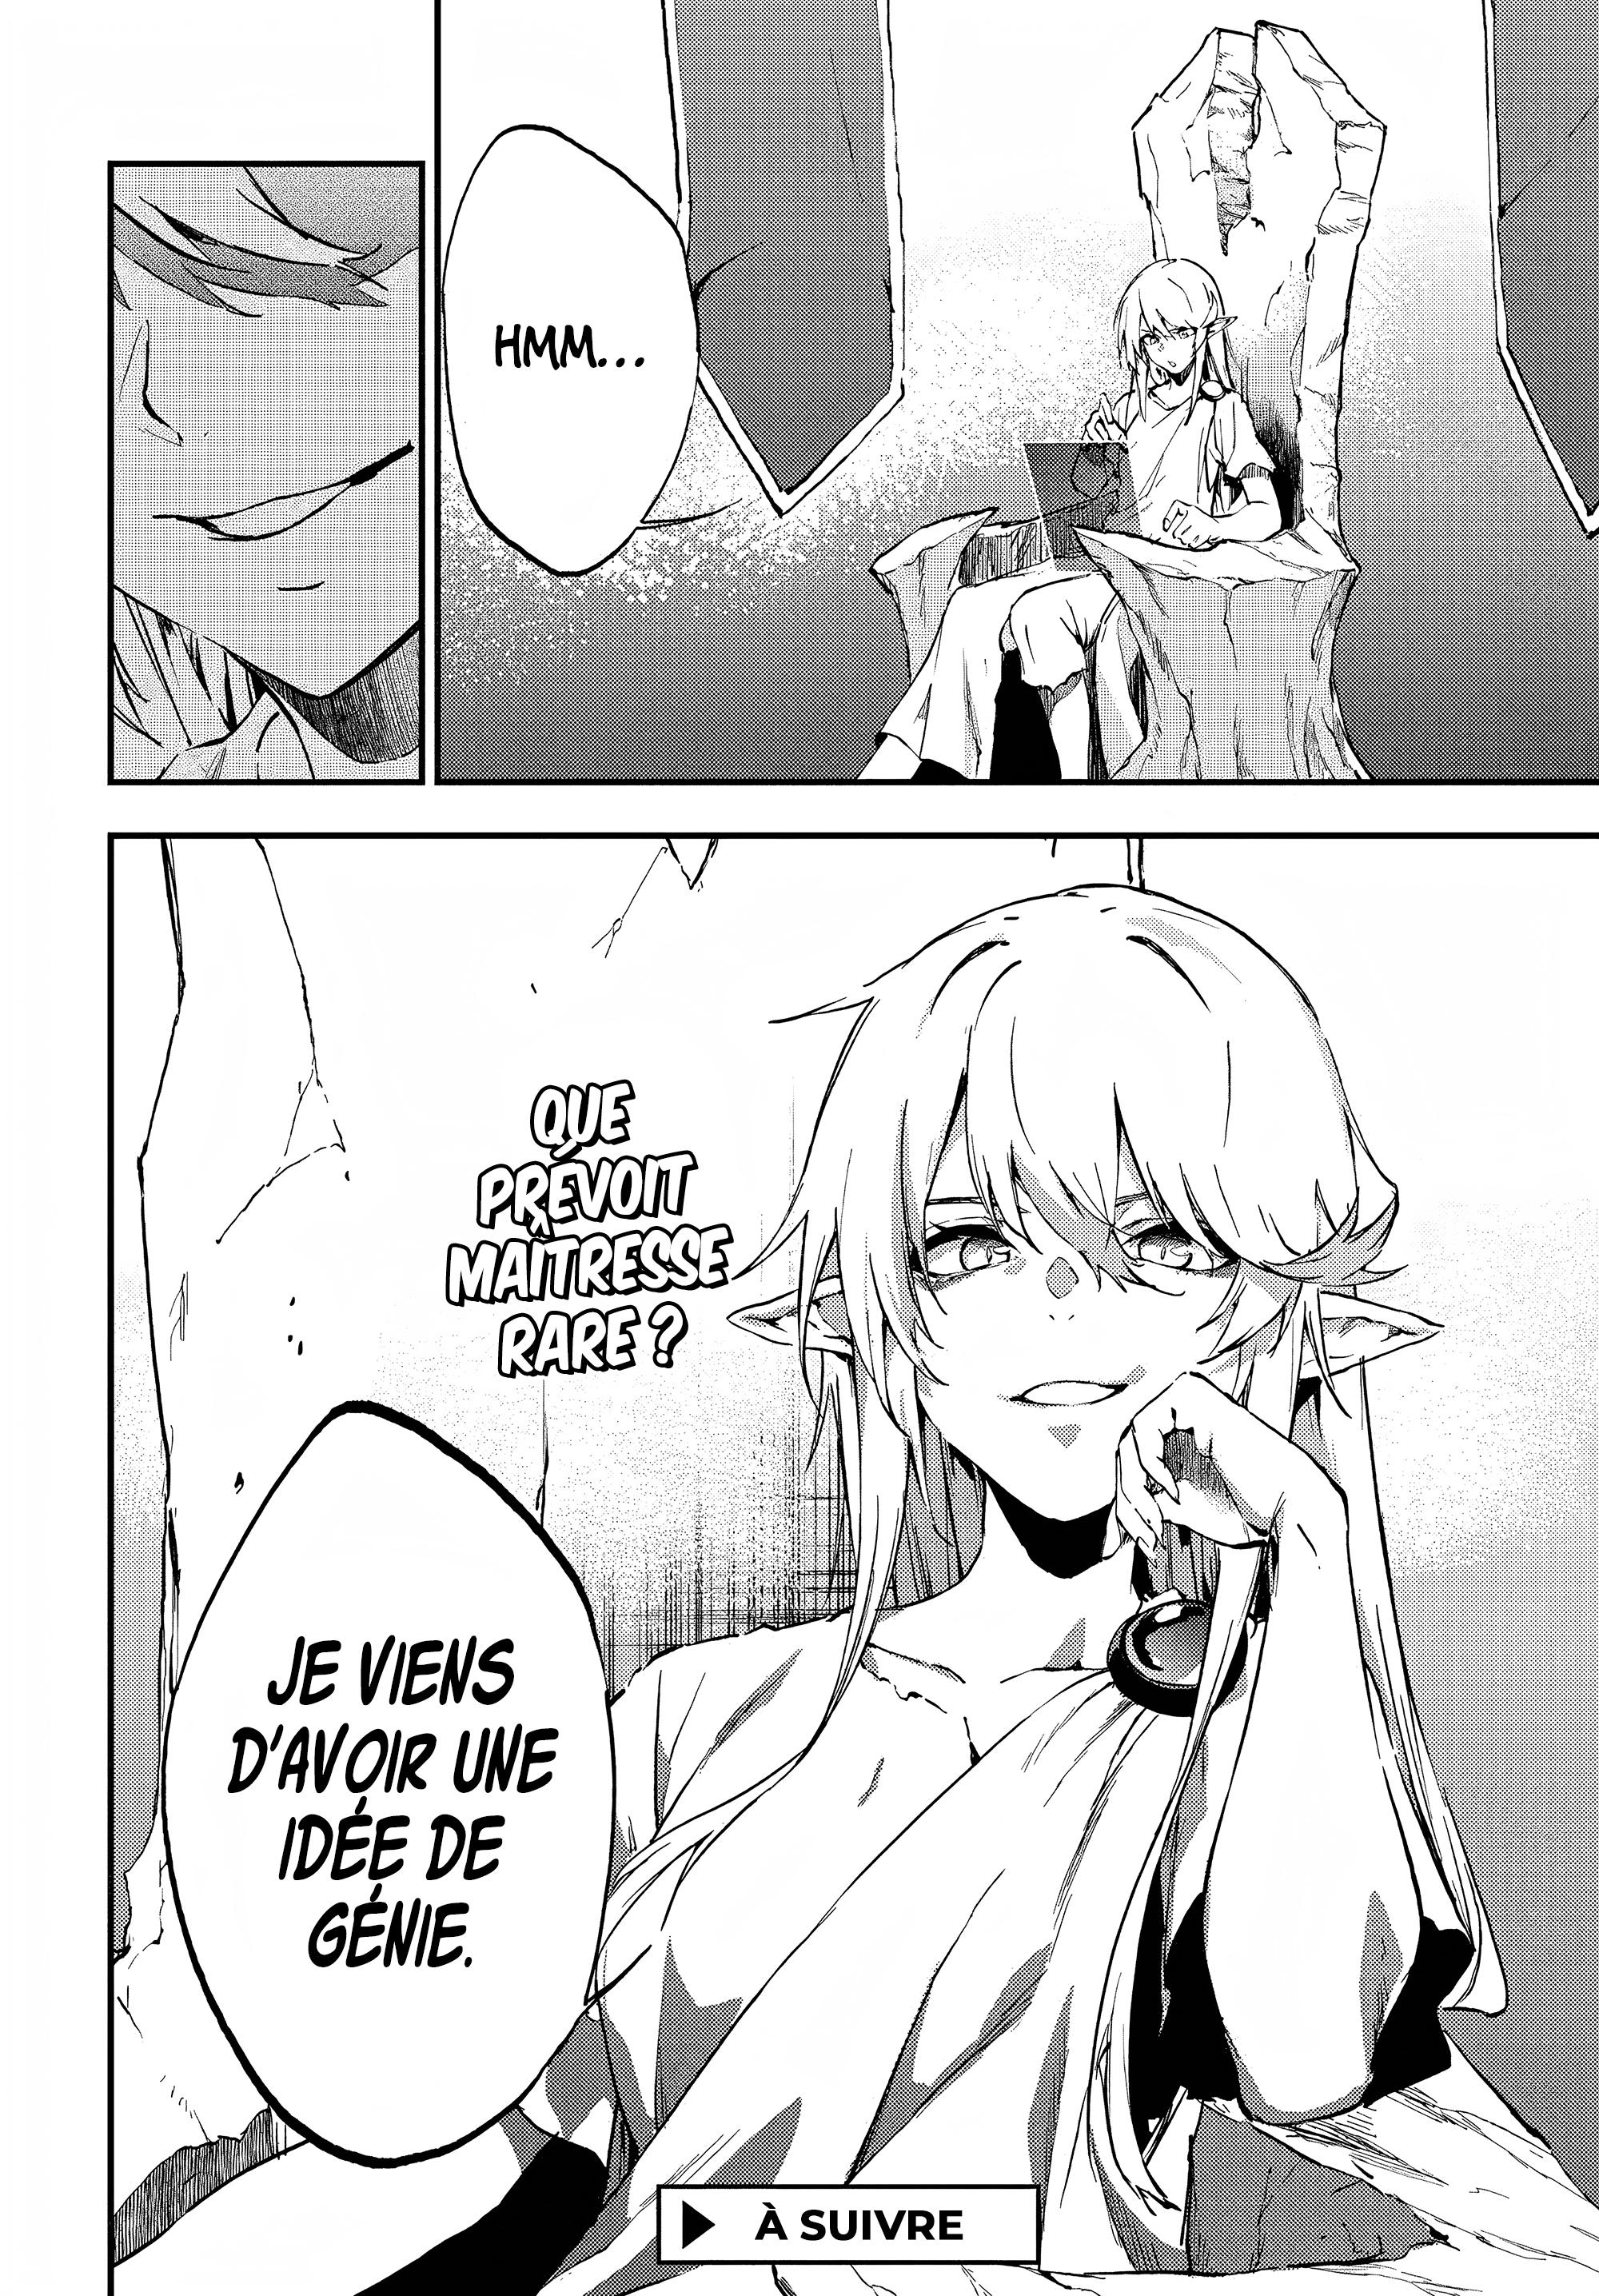 HMM...
QUE
PRÉVOIT
MAÎTRESSE
RARE ?
JE VIENS
D'AVOIR UNE
IDÉE DE
GÉNIE.
À SUIVRE